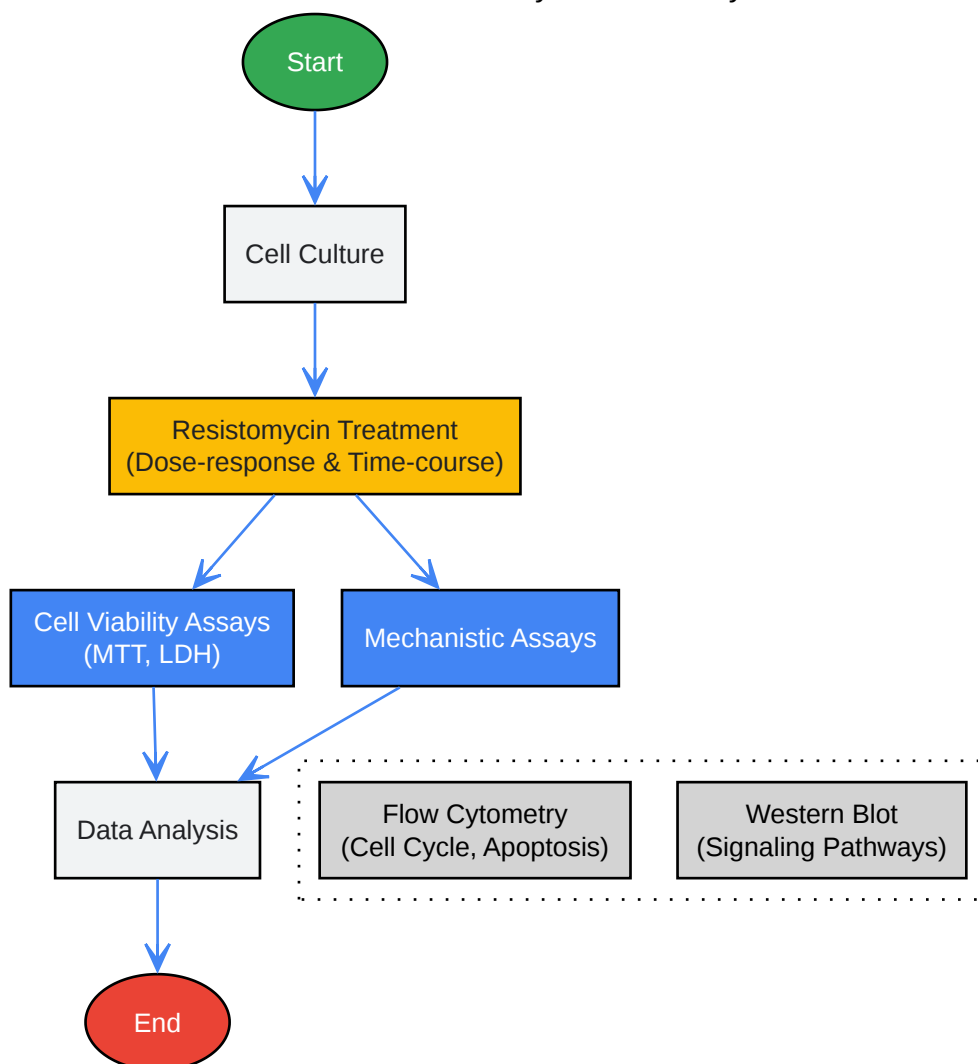 Start
Cell Culture
Resistomycin Treatment
(Dose-response & Time-course)
Cell Viability Assays
(MTT, LDH)
Mechanistic Assays
Data Analysis
Flow Cytometry
(Cell Cycle, Apoptosis)
Western Blot
(Signaling Pathways)
End